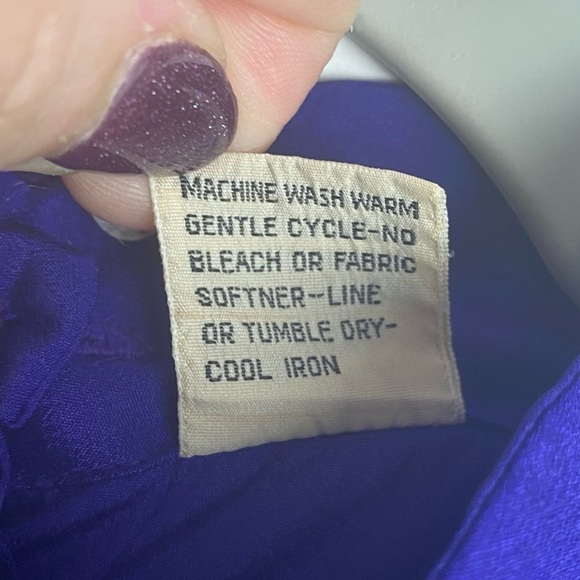 MACHINE WASH WARM
GENTLE CYCLE-NO
BLEACH OR FABRIC
SOFTNER--LINE
OR TUMBLE DRY-
COOL IRON